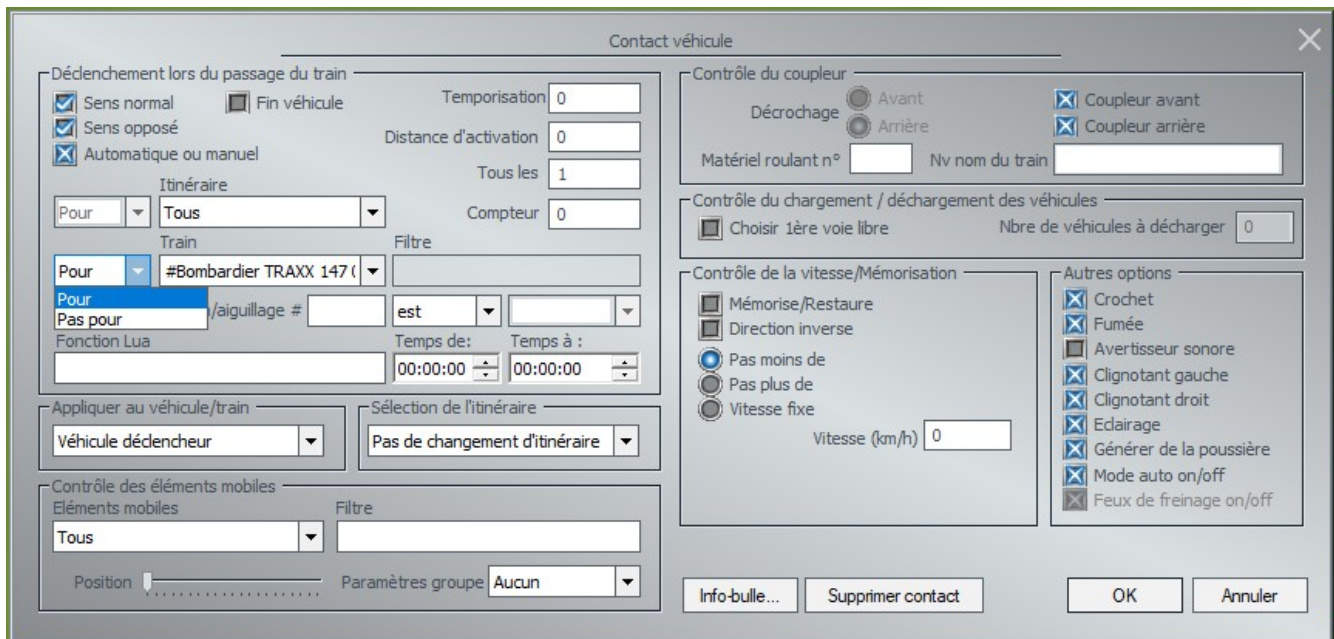 Contact véhicule
Déclenchement lors du passage du train
Sens normal
Fin véhicule
Temporisation 0
Sens opposé
Distance d'activation 0
Automatique ou manuel
Tous les 1
Itinéraire
Pour Tous
Compteur 0
Train
Filtre
Pour #Bombardier TRAXX 147 (
Pour
Pas pour
/aiguillage #
est
Fonction Lua
Temps de:
Temps à :
00:00:00
00:00:00
Appliquer au véhicule/train
Véhicule déclencheur
Sélection de l'itinéraire
Pas de changement d'itinéraire
Contrôle des éléments mobiles
Eléments mobiles
Filtre
Tous
Position
Paramètres groupe Aucun
Contrôle du coupleur
Décrochage
Avant
Arrière
Coupleur avant
Coupleur arrière
Matériel roulant n°
Nv nom du train
Contrôle du chargement / déchargement des véhicules
Choisir 1ère voie libre
Nbre de véhicules à décharger 0
Contrôle de la vitesse/Mémorisation
Mémorise/Restaure
Direction inverse
Pas moins de
Pas plus de
Vitesse fixe
Vitesse (km/h) 0
Autres options
Crochet
Fumée
Avertisseur sonore
Clignotant gauche
Clignotant droit
Eclairage
Générer de la poussière
Mode auto on/off
Feux de freinage on/off
Info-bulle...
Supprimer contact
OK
Annuler